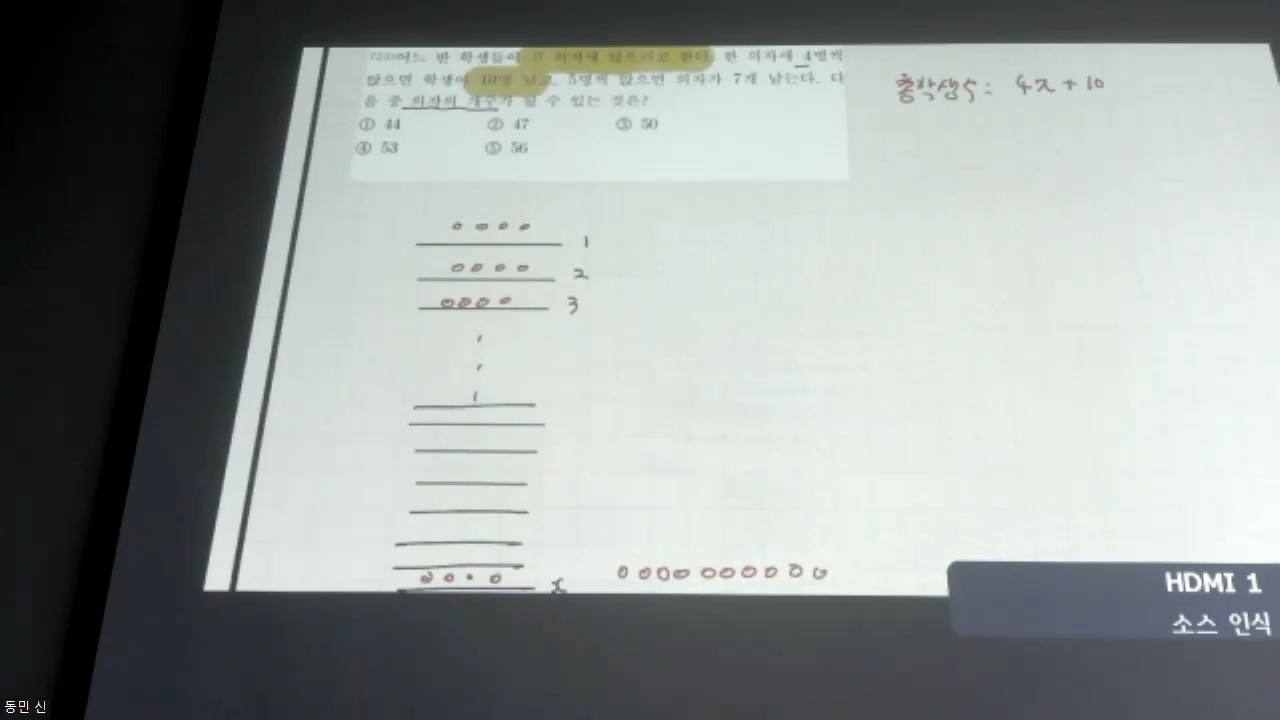 반 학생들이 긴 의자에 앉으려고 한다. 한 의자에 4명씩
앉으면 학생이 10명 남고, 5명씩 앉으면 의자가 7개 남는다. 다
음 중 의자의 개수가 될 수 있는 것은?
① 44 ② 47 ③ 50
④ 53 ⑤ 56
총학생수: 4x+10
1
2
3
x
HDMI 1
소스 인식
동민 신